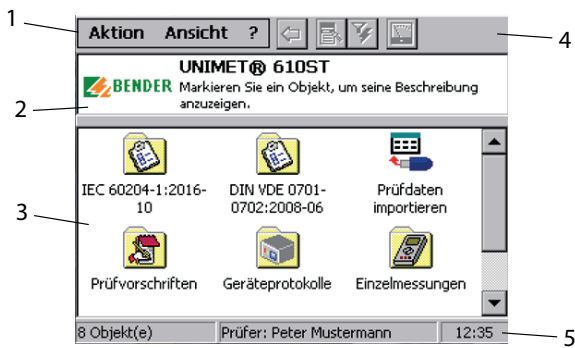 1
Aktion Ansicht ?
4
UNIMET® 610ST
BENDER
Markieren Sie ein Objekt, um seine Beschreibung
anzuzeigen.
2
IEC 60204-1:2016-
10
DIN VDE 0701-
0702:2008-06
Prüfdaten
importieren
3
Prüfvorschriften
Geräteprotokolle
Einzelmessungen
8 Objekt(e)
Prüfer: Peter Mustermann
12:35
5